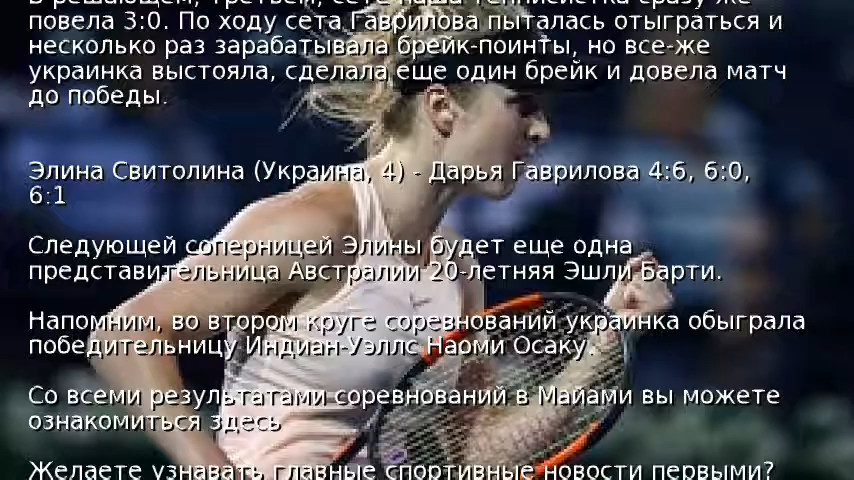 В решающем, третьем, сете наша теннисистка сразу же
повела 3:0. По ходу сета Гаврилова пыталась отыграться и
несколько раз зарабатывала брейк-поинты, но все-же
украинка выстояла, сделала еще один брейк и довела матч
до победы.
Элина Свитолина (Украина, 4) - Дарья Гаврилова 4:6, 6:0,
6:1
Следующей соперницей Элины будет еще одна
представительница Австралии 20-летняя Эшли Барти.
Напомним, во втором круге соревнований украинка обыграла
победительницу Индиан-Уэллс Наоми Осаку.
Со всеми результатами соревнований в Майами вы можете
ознакомиться здесь
Желаете узнавать главные спортивные новости первыми?